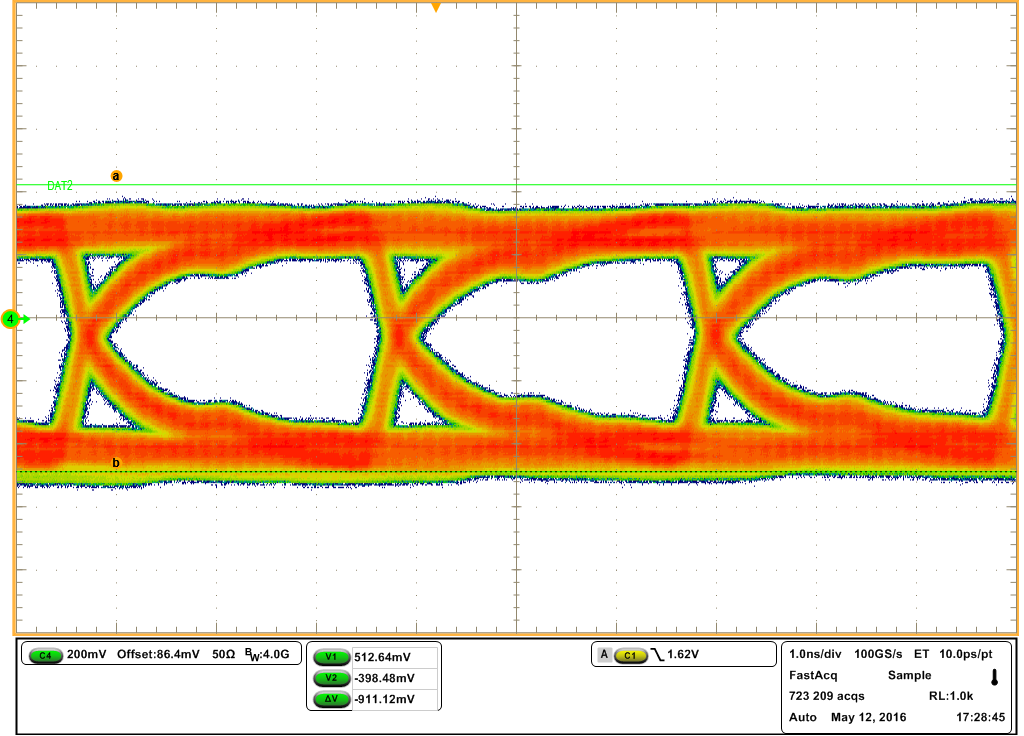 a
DAT2
4
b
C4 200mV Offset:86.4mV 50Ω BW:4.0G
V1 512.64mV
V2 -398.48mV
ΔV -911.12mV
A C1 1.62V
1.0ns/div 100GS/s ET 10.0ps/pt
FastAcq Sample
723 209 acqs RL:1.0k
Auto May 12, 2016 17:28:45